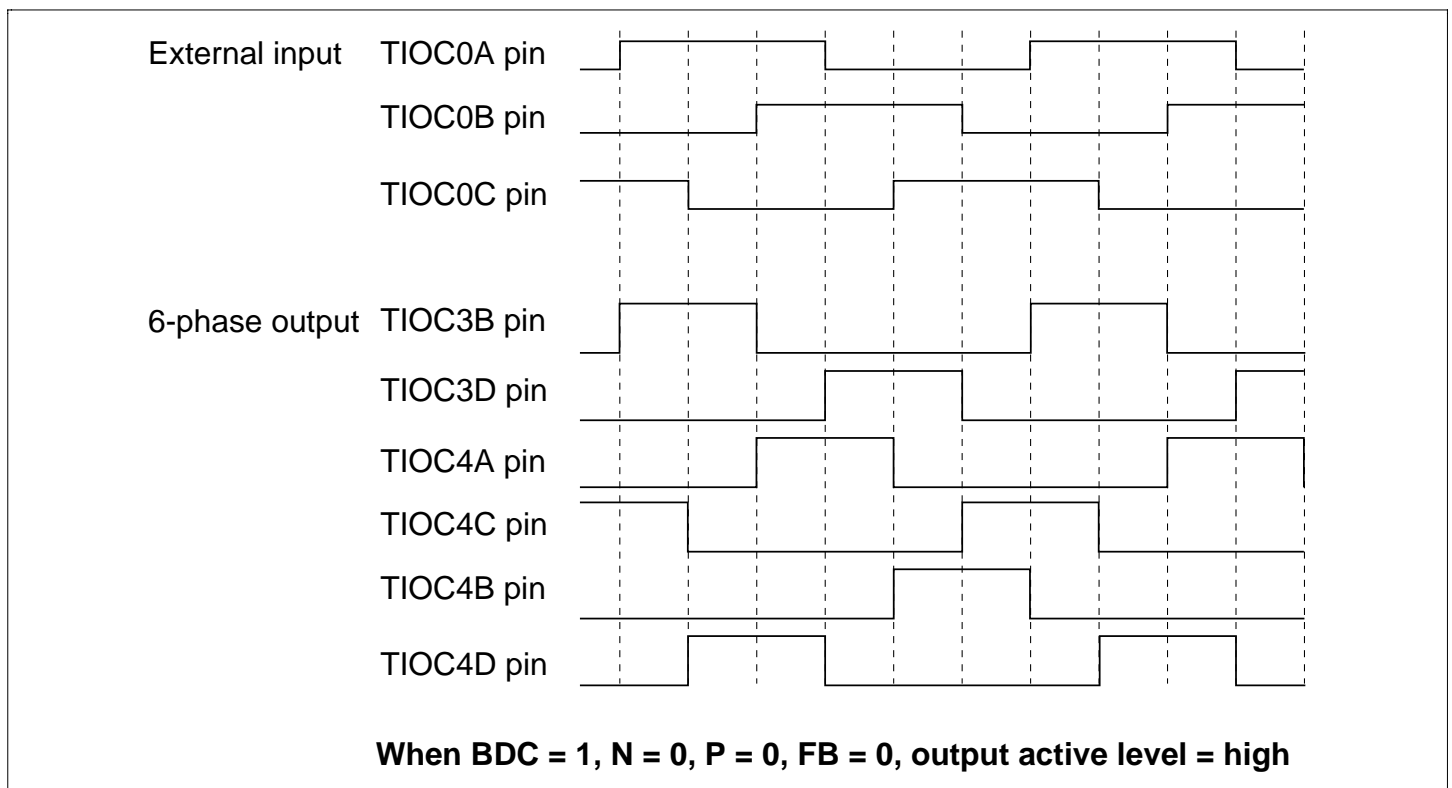 External input TIOC0A pin
TIOC0B pin
TIOC0C pin
6-phase output TIOC3B pin
TIOC3D pin
TIOC4A pin
TIOC4C pin
TIOC4B pin
TIOC4D pin
When BDC = 1, N = 0, P = 0, FB = 0, output active level = high